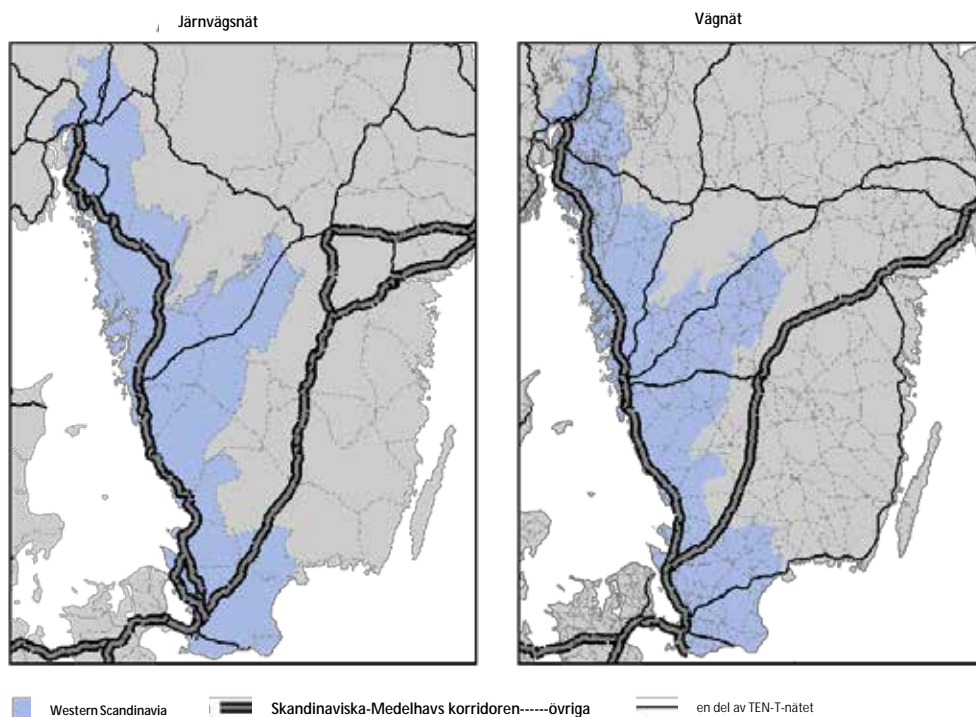 Järnvägsnät
Vägnät
Western Scandinavia
Skandinaviska-Medelhavs korridoren------övriga
en del av TEN-T-nätet